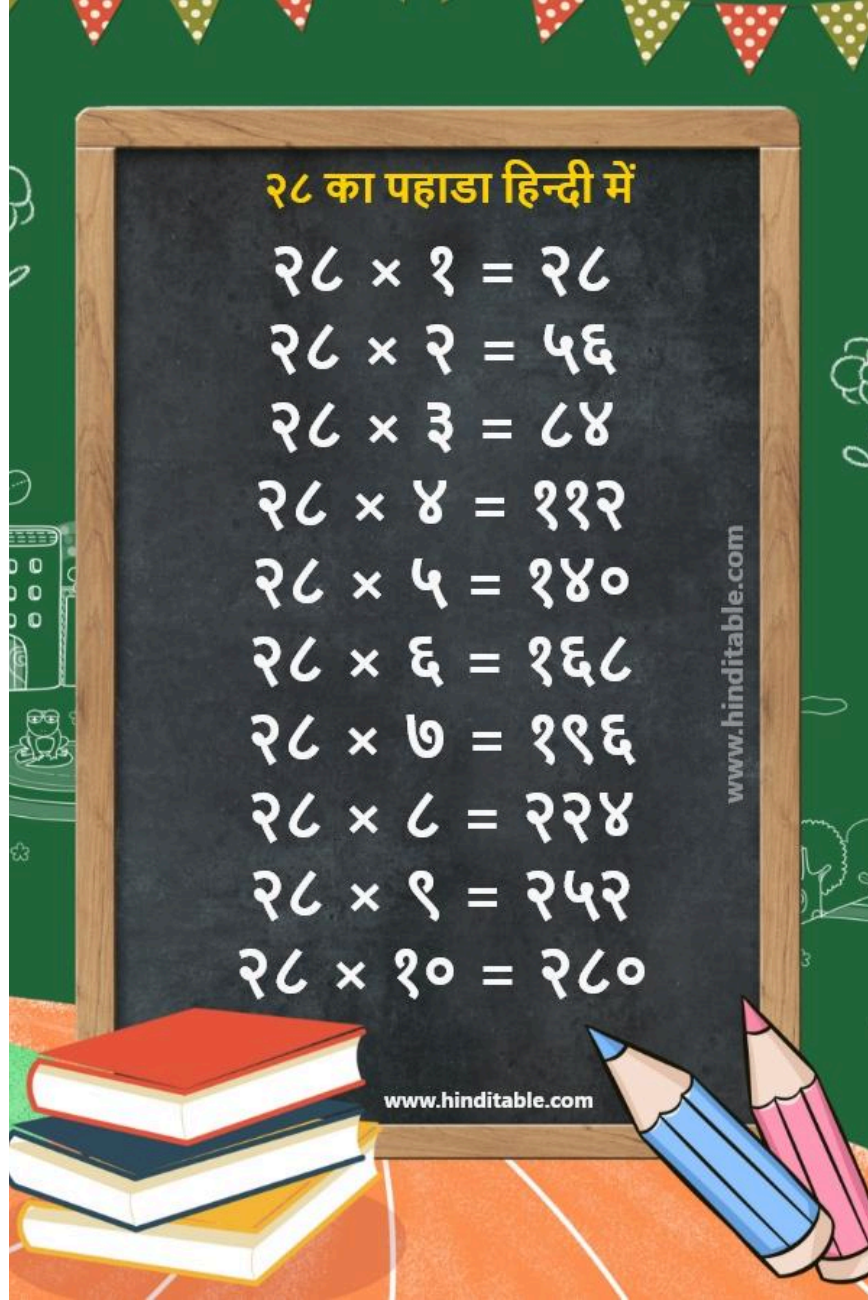 २८ का पहाडा हिन्दी में
२८ × १ = २८
२८ × २ = ५६
२८ × ३ = ८४
२८ × ४ = ११२
२८ × ५ = १४०
२८ × ६ = १६८
२८ × ७ = १९६
२८ × ८ = २२४
२८ × ९ = २५२
२८ × १० = २८०
www.hinditable.com
www.hinditable.com